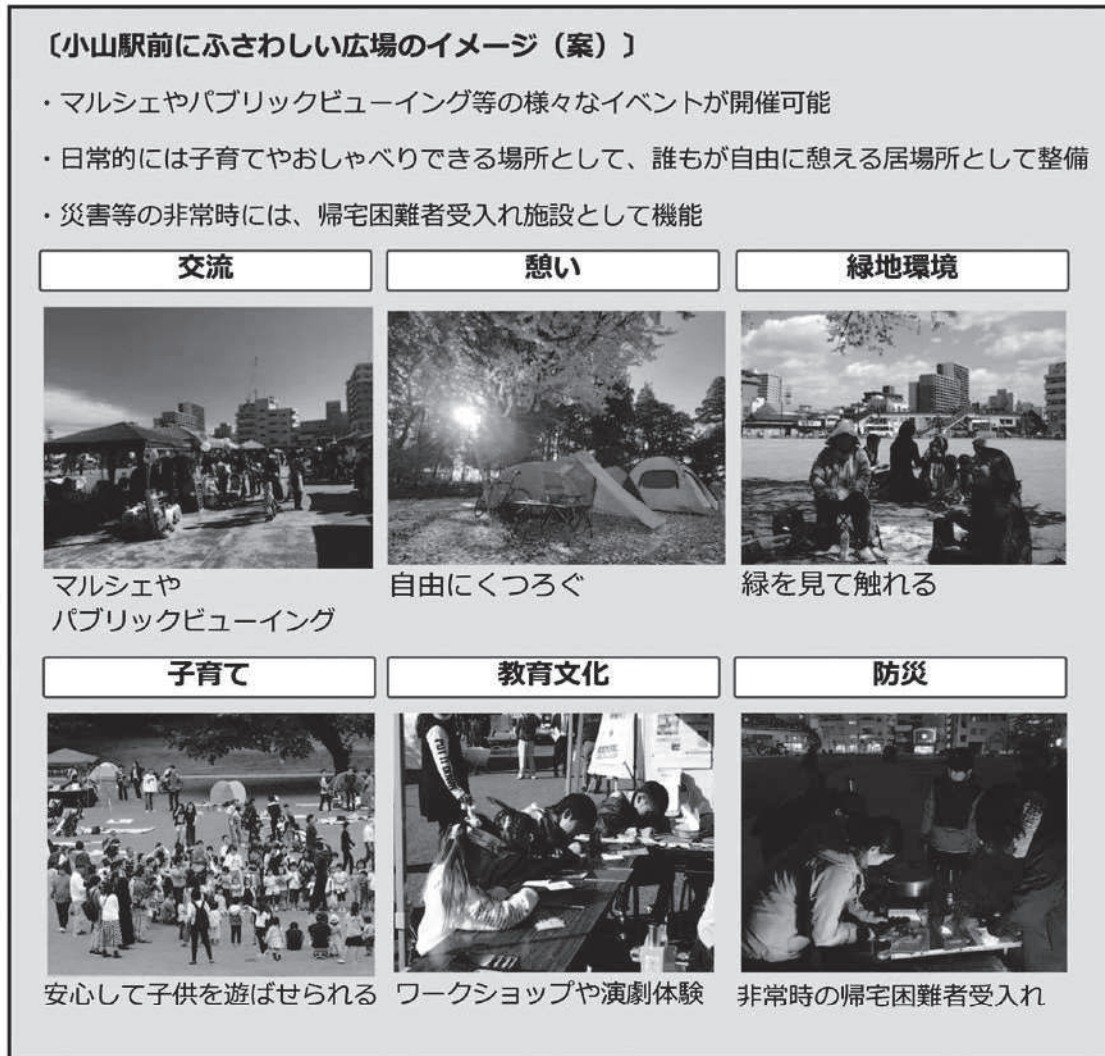 〔小山駅前にふさわしい広場のイメージ（案）〕
・マルシェやパブリックビューイング等の様々なイベントが開催可能
・日常的には子育てやおしゃべりできる場所として、誰もが自由に憩える居場所として整備
・災害等の非常時には、帰宅困難者受入れ施設として機能
交流
憩い
緑地環境
マルシェや
パブリックビューイング
自由にくつろぐ
緑を見て触れる
子育て
教育文化
防災
安心して子供を遊ばせられる
ワークショップや演劇体験
非常時の帰宅困難者受入れ